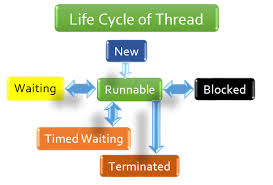 Life Cycle of Thread
New
Waiting
Runnable
Blocked
Timed Waiting
Terminated